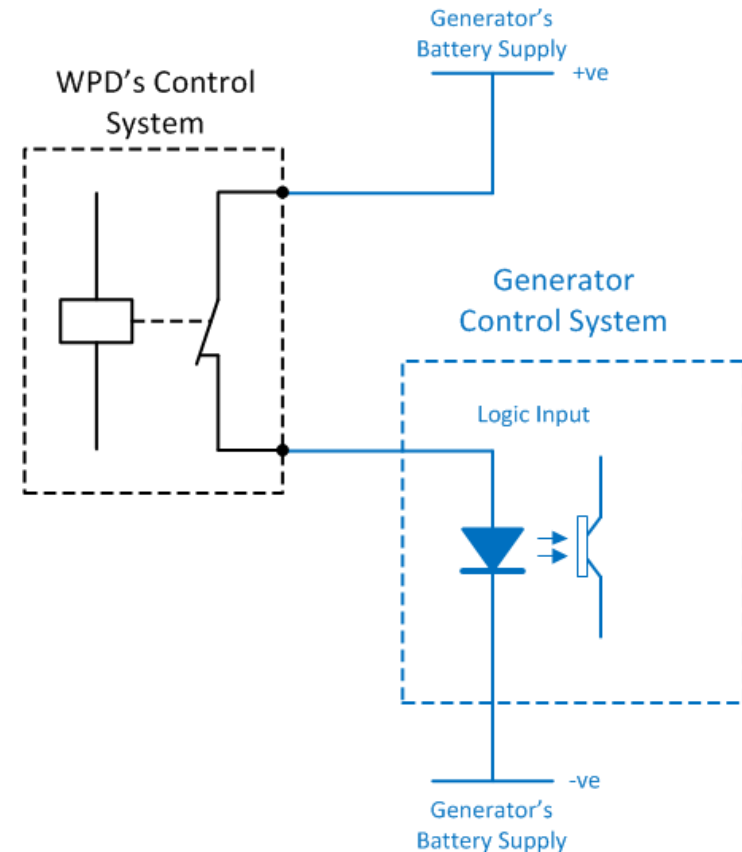 Generator's
Battery Supply
+ve
WPD's Control
System
Generator
Control System
Logic Input
-ve
Generator's
Battery Supply